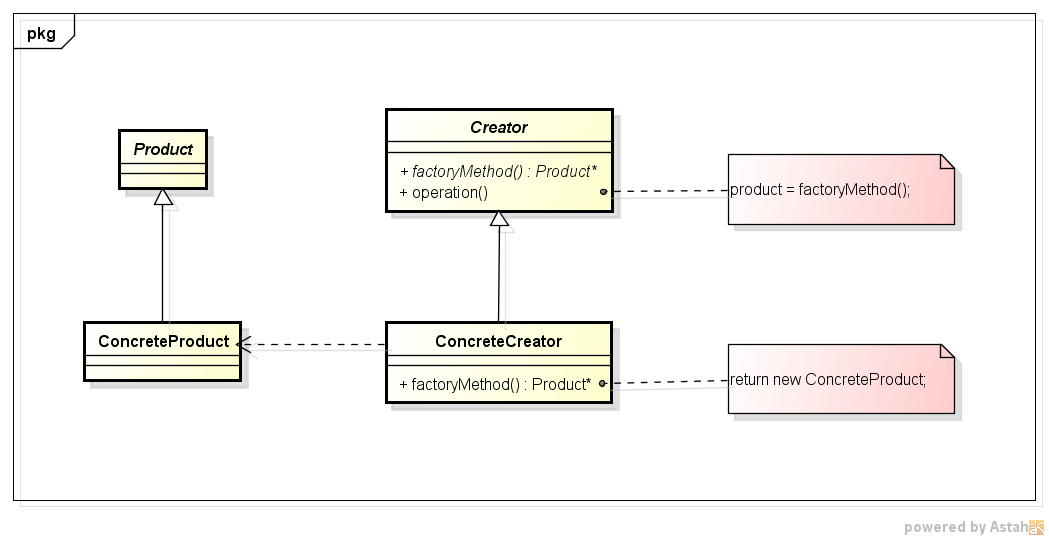 pkg
Product
Creator
+ factoryMethod() : Product*
+ operation()
product = factoryMethod();
ConcreteProduct
ConcreteCreator
+ factoryMethod() : Product*
return new ConcreteProduct;
powered by Astah